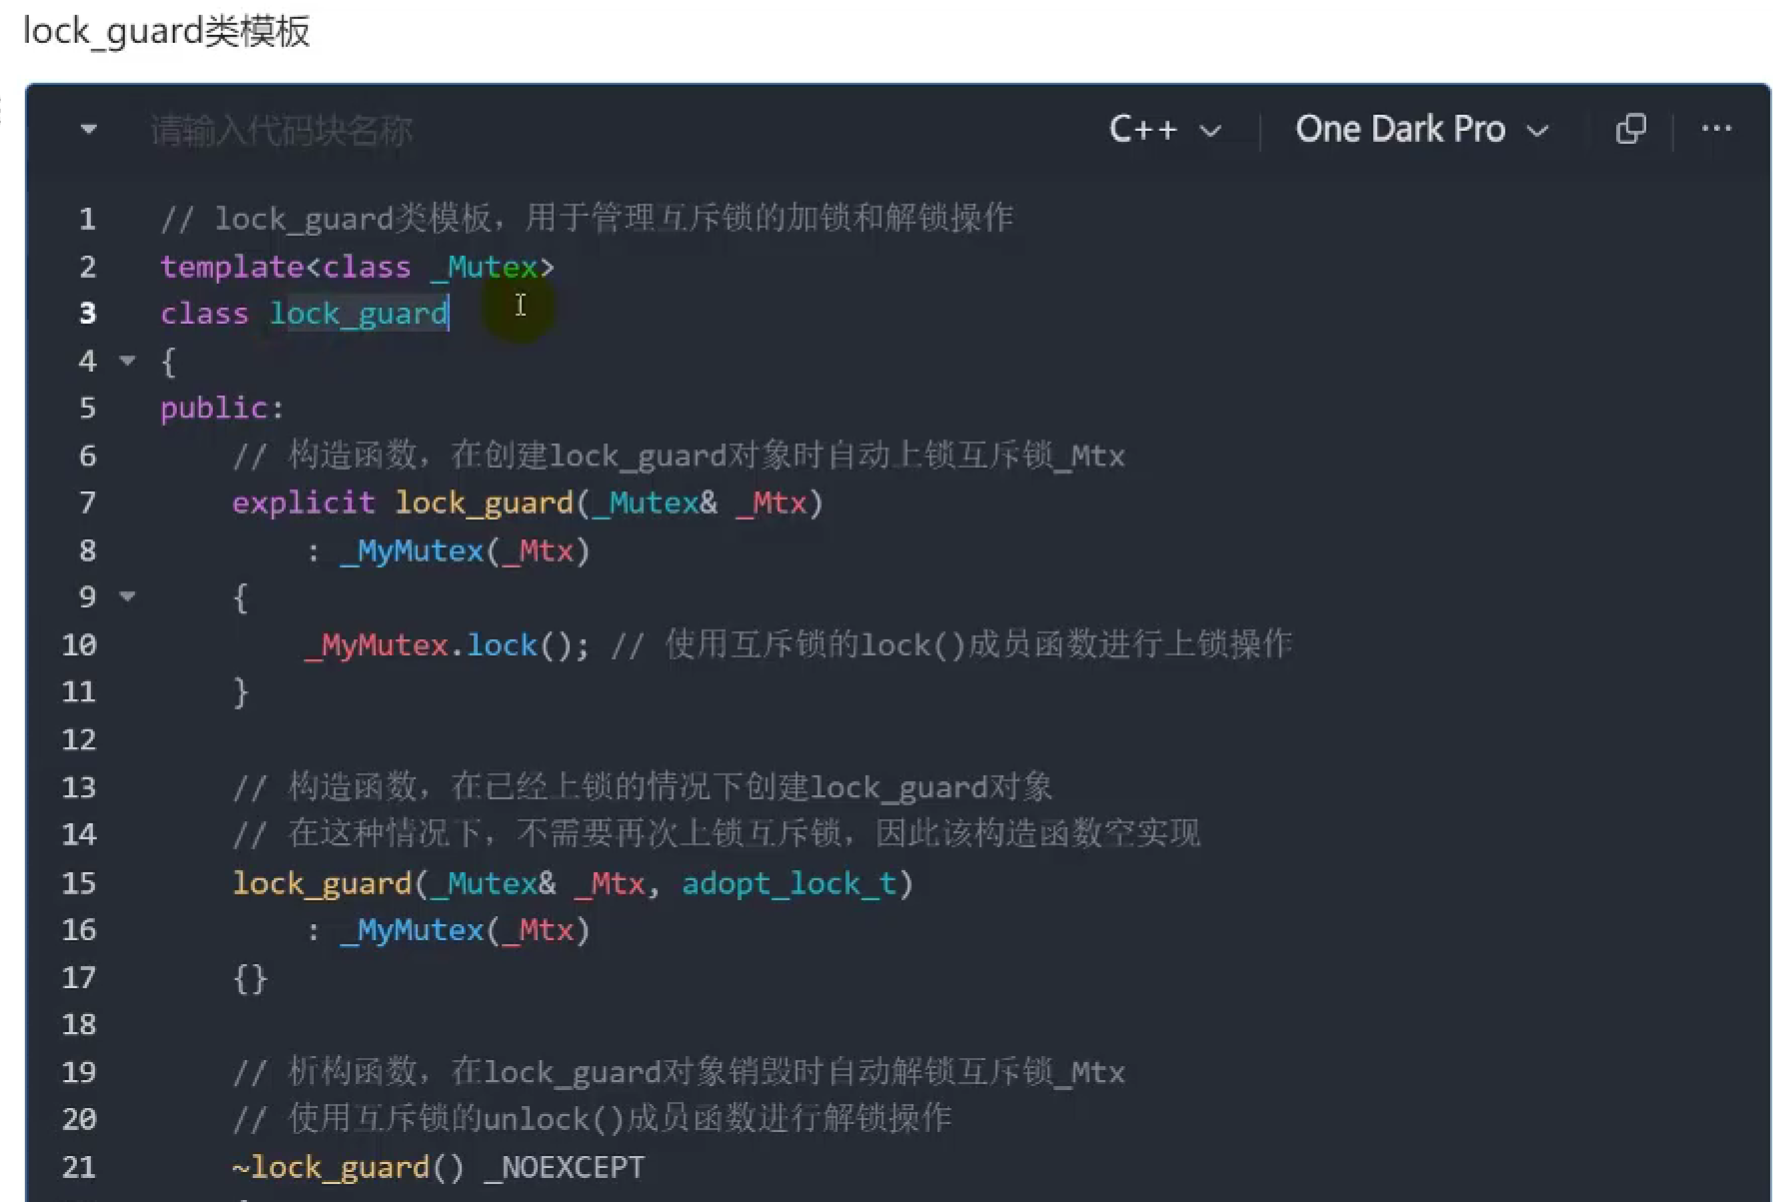 lock_guard类模板
请输入代码块名称
C++
One Dark Pro
1 // lock_guard类模板，用于管理互斥锁的加锁和解锁操作
2 template<class _Mutex>
3 class lock_guard
4 {
5 public:
6 // 构造函数，在创建lock_guard对象时自动上锁互斥锁_Mtx
7 explicit lock_guard(_Mutex& _Mtx)
8 : _MyMutex(_Mtx)
9 {
10 _MyMutex.lock(); // 使用互斥锁的lock()成员函数进行上锁操作
11 }
12
13 // 构造函数，在已经上锁的情况下创建lock_guard对象
14 // 在这种情况下，不需要再次上锁互斥锁，因此该构造函数空实现
15 lock_guard(_Mutex& _Mtx, adopt_lock_t)
16 : _MyMutex(_Mtx)
17 {}
18
19 // 析构函数，在lock_guard对象销毁时自动解锁互斥锁_Mtx
20 // 使用互斥锁的unlock()成员函数进行解锁操作
21 ~lock_guard() _NOEXCEPT